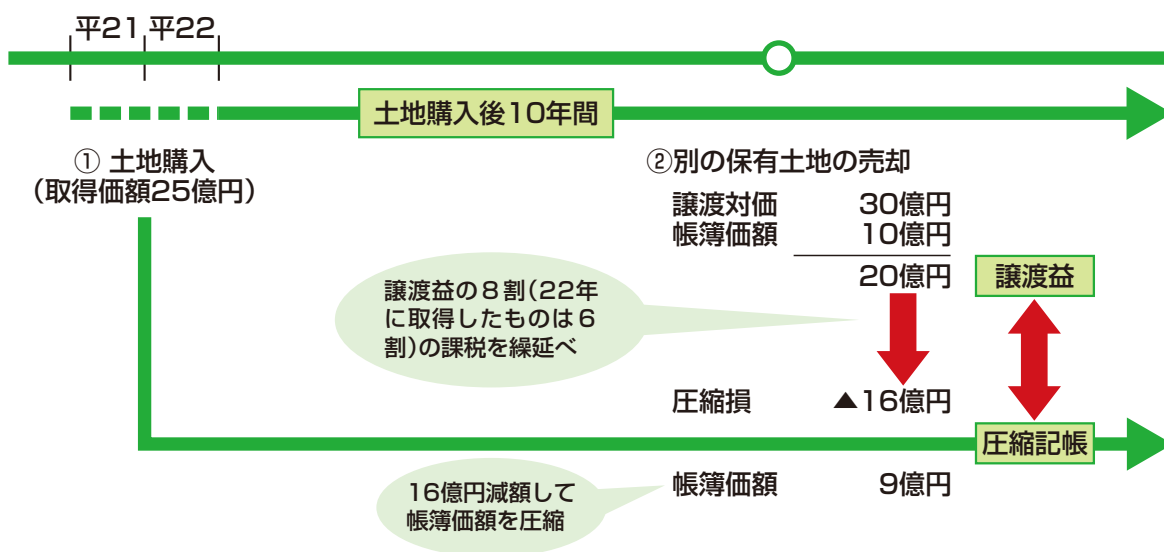 平21 平22
土地購入後10年間
① 土地購入
（取得価額25億円）
②別の保有土地の売却
譲渡対価 30億円
帳簿価額 10億円
20億円
譲渡益
譲渡益の８割（22年
に取得したものは６
割）の課税を繰延べ
圧縮損 ▲16億円
圧縮記帳
帳簿価額 9億円
16億円減額して
帳簿価額を圧縮